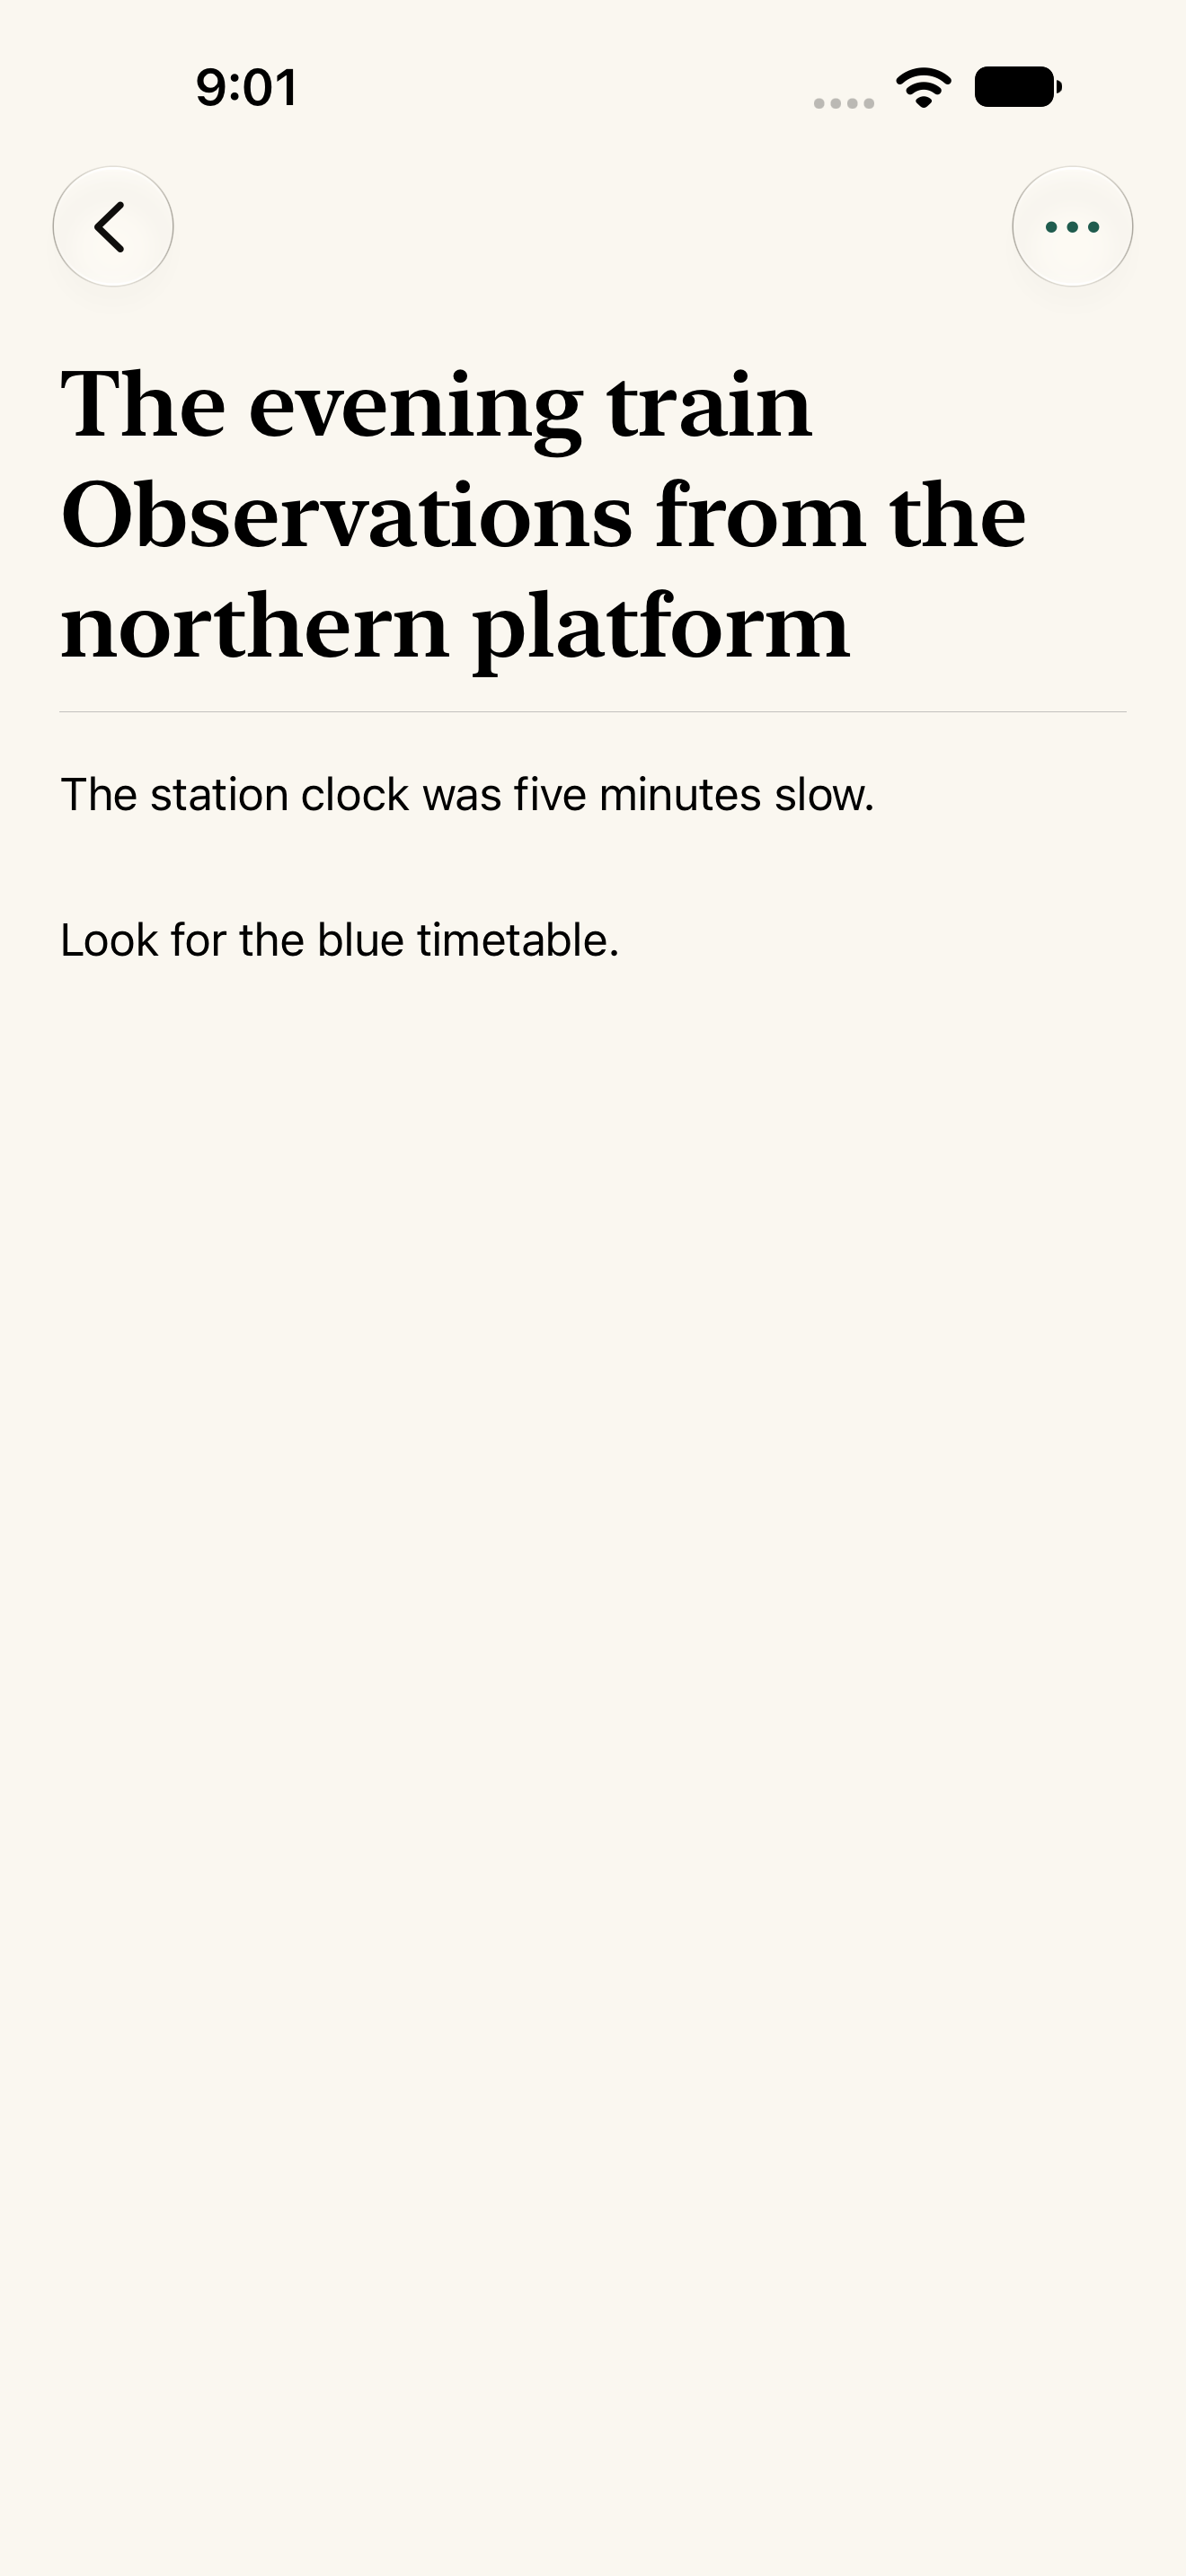 9:01
The evening train
Observations from the
northern platform
The station clock was five minutes slow.
Look for the blue timetable.